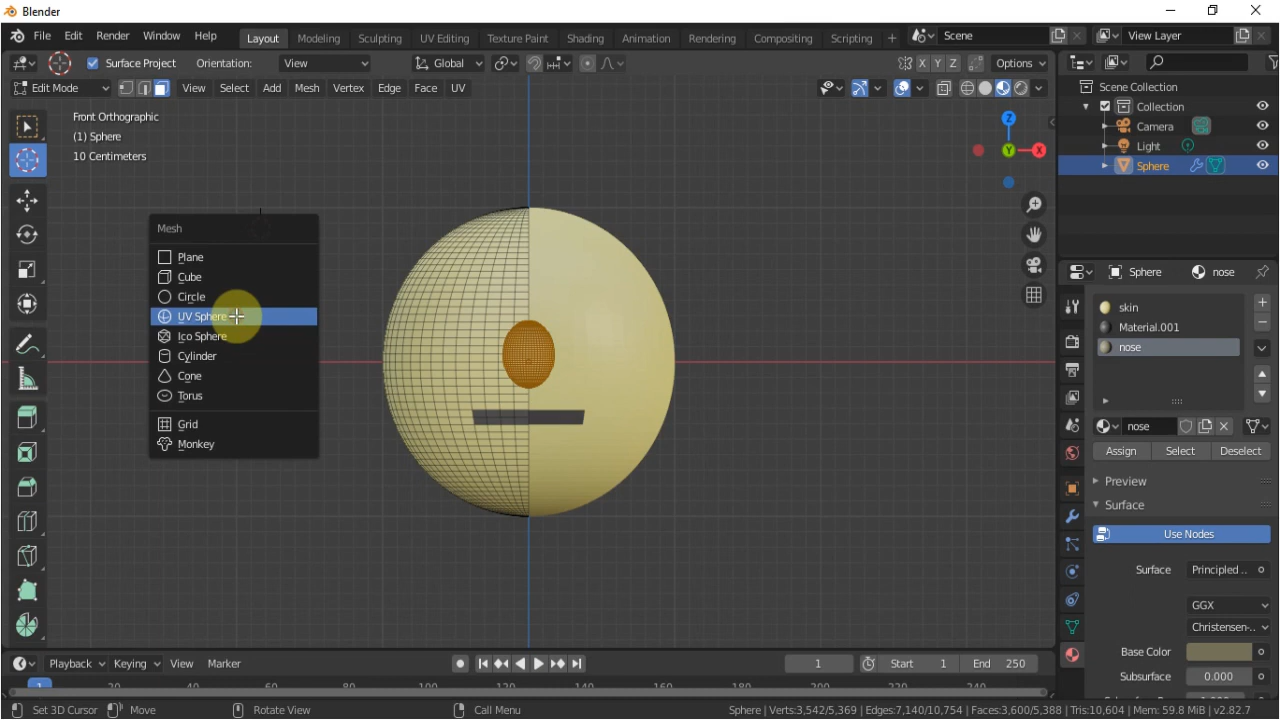 Blender
File Edit Render Window Help Layout Modeling Sculpting UV Editing Texture Paint Shading Animation Rendering Compositing Scripting + Scene View Layer
Surface Project Orientation: View Global X Y Z Options
Edit Mode View Select Add Mesh Vertex Edge Face UV
Scene Collection
Collection
Camera
Light
Sphere
Front Orthographic
(1) Sphere
10 Centimeters
Z
Y
X
Mesh
Plane
Cube
Circle
UV Sphere
Ico Sphere
Cylinder
Cone
Torus
Grid
Monkey
Sphere nose
skin
Material.001
nose
nose
Assign Select Deselect
Preview
Surface
Use Nodes
Surface Principled ..
GGX
Christensen-..
Base Color
Subsurface 0.000
Playback Keying View Marker 1 Start 1 End 250
1 20 40 60 80 100 120 140 160 180 200 220 240
Set 3D Cursor Move Rotate View Call Menu Sphere | Verts:3,542/5,369 | Edges:7,140/10,754 | Faces:3,600/5,388 | Tris:10,604 | Mem: 59.8 MiB | v2.82.7